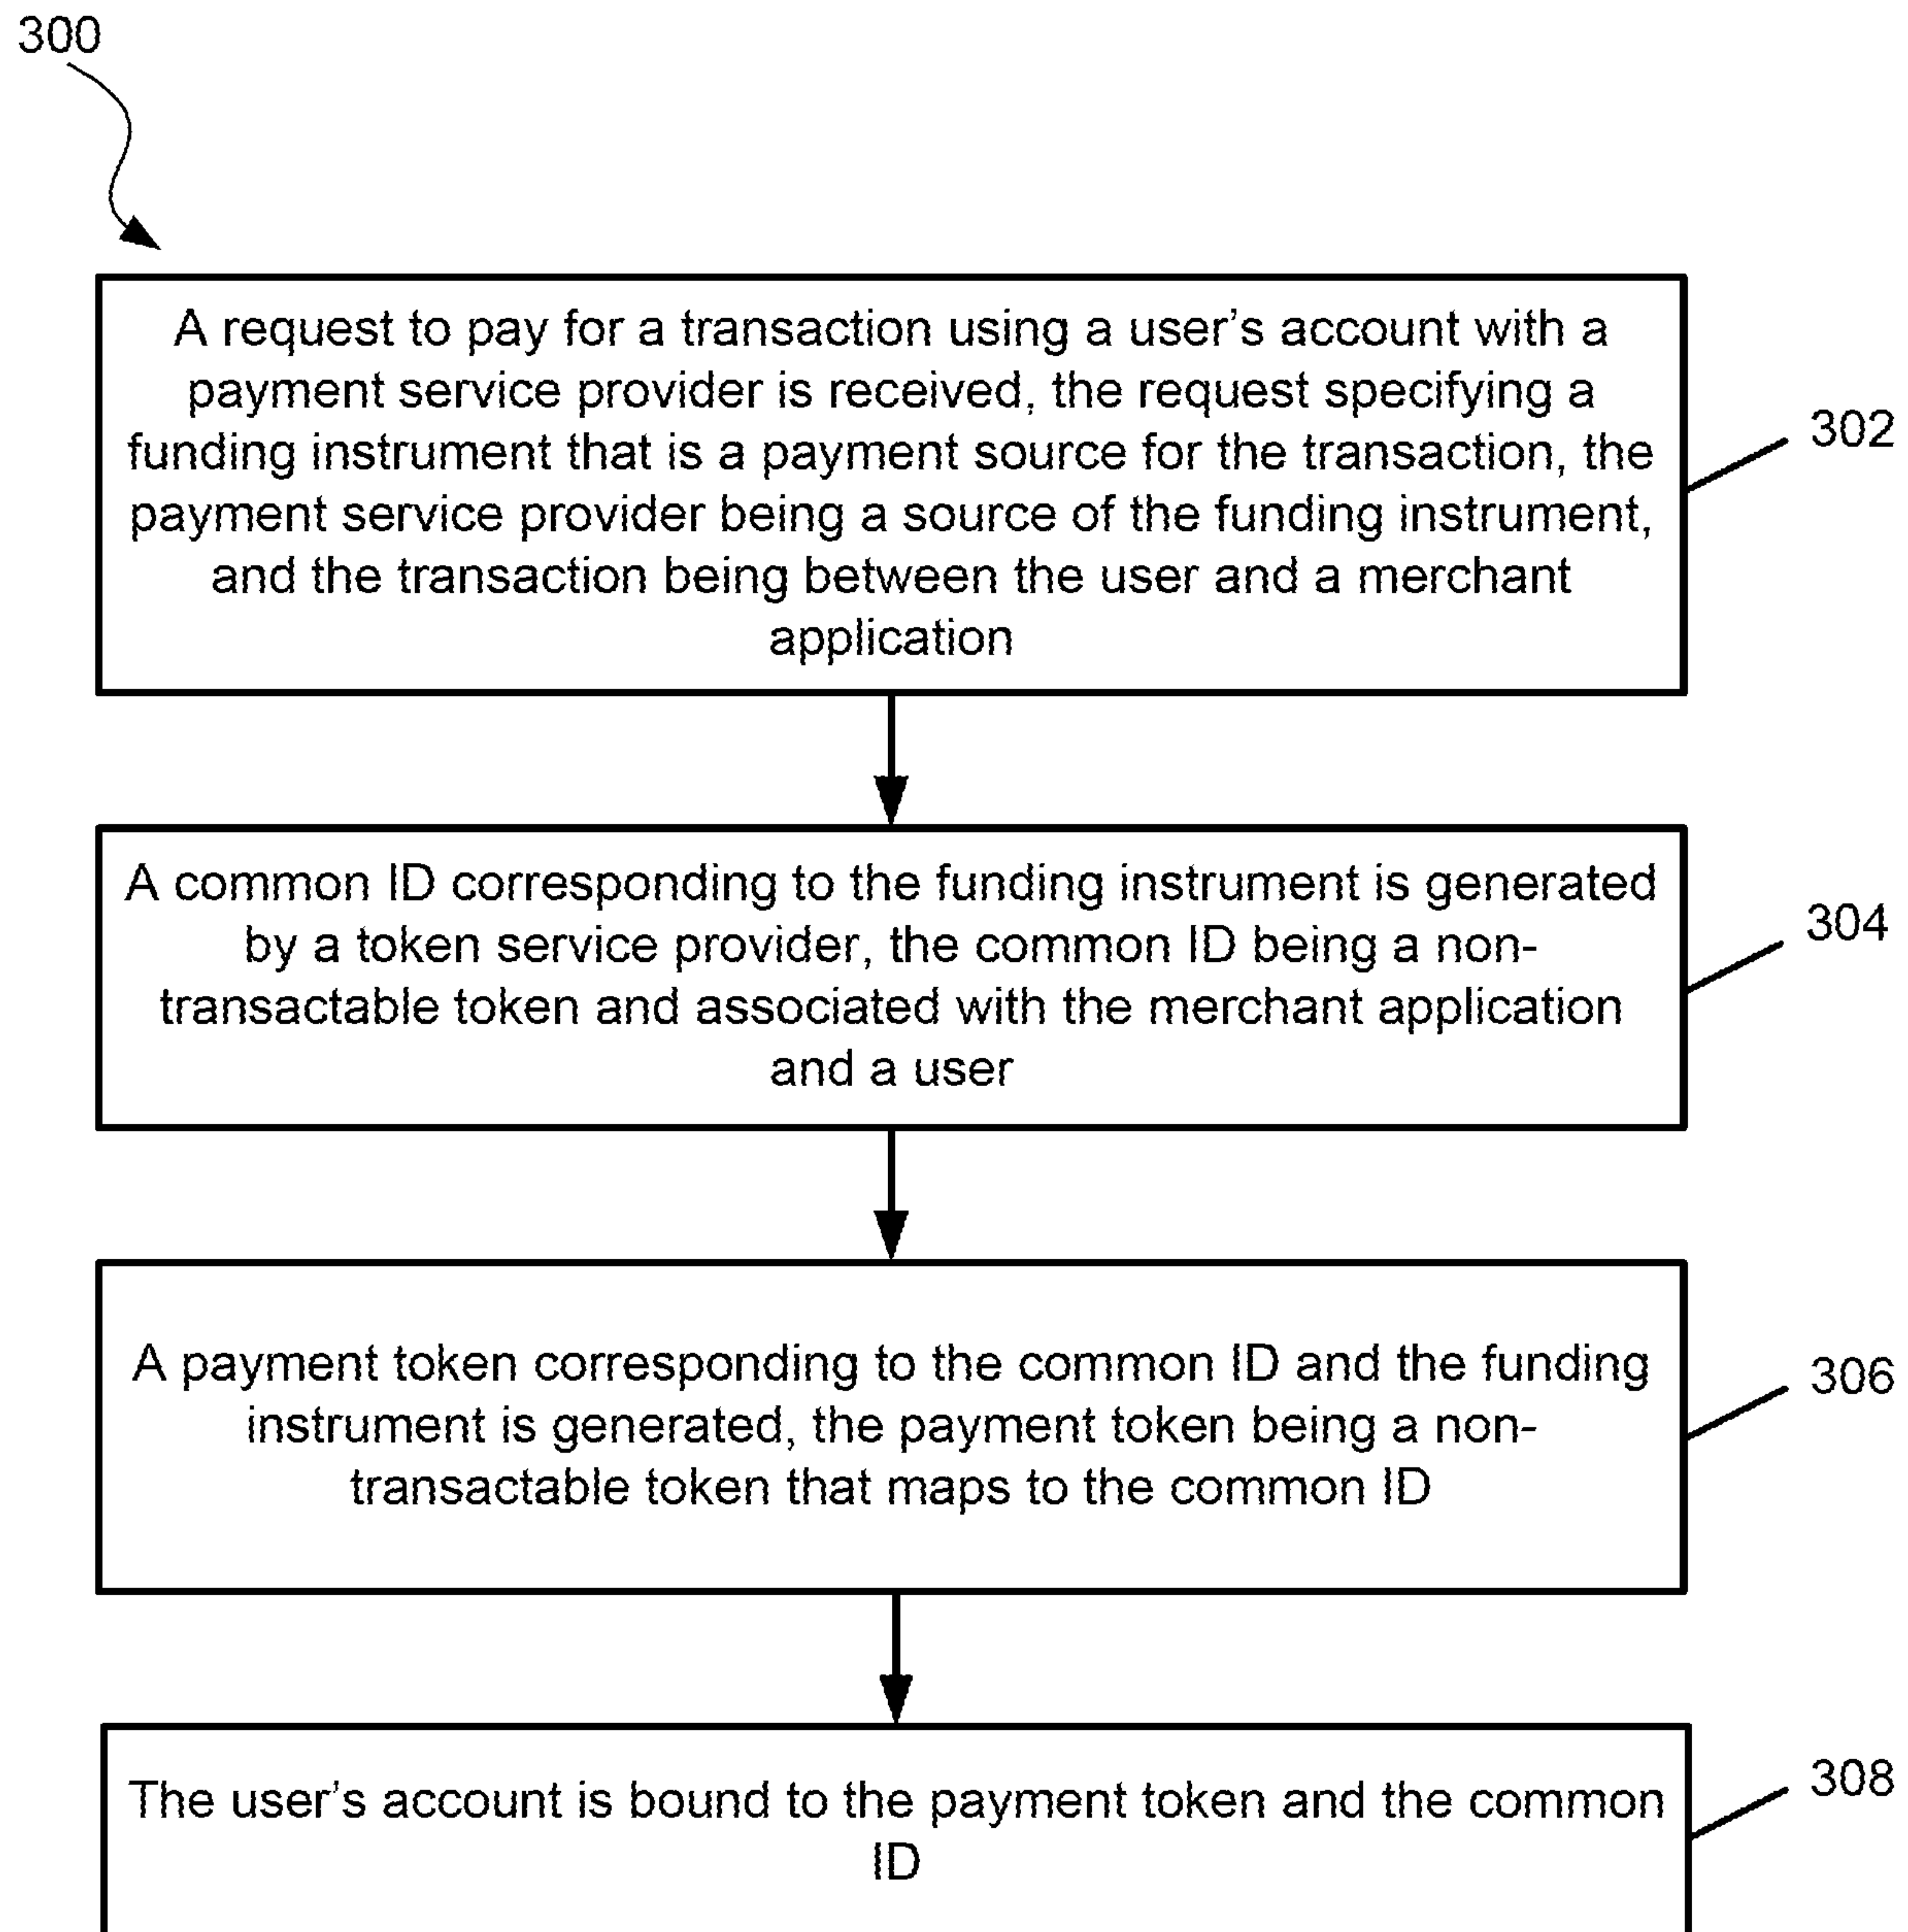 300
A request to pay for a transaction using a user's account with a
payment service provider is received, the request specifying a
funding instrument that is a payment source for the transaction, the
payment service provider being a source of the funding instrument,
and the transaction being between the user and a merchant
application
302
A common ID corresponding to the funding instrument is generated
by a token service provider, the common ID being a non-
transactable token and associated with the merchant application
and a user
304
A payment token corresponding to the common ID and the funding
instrument is generated, the payment token being a non-
transactable token that maps to the common ID
306
The user's account is bound to the payment token and the common
ID
308